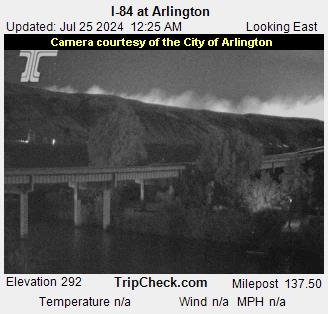 I-84 at Arlington
Updated: Jul 25 2024 12:25 AM Looking East
Camera courtesy of the City of Arlington
Elevation 292 TripCheck.com Milepost 137.50
Temperature n/a Wind n/a MPH n/a